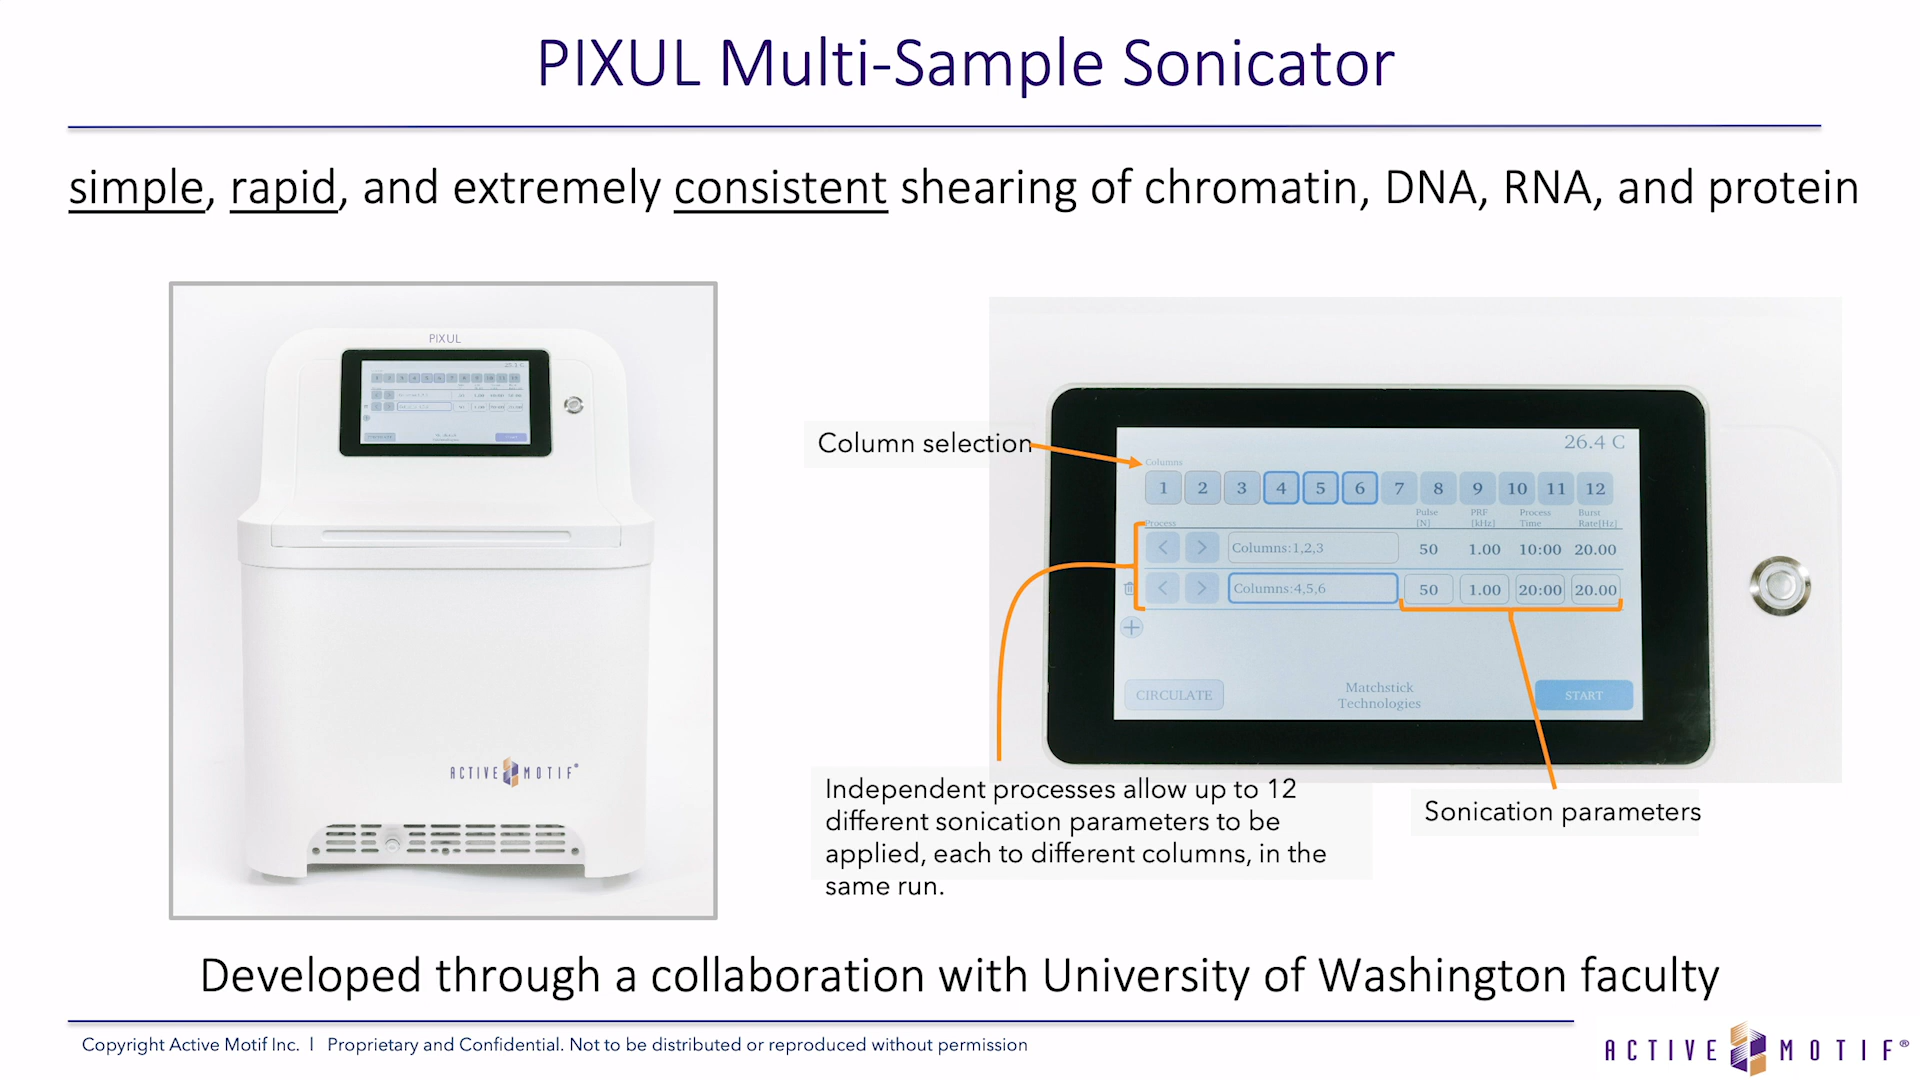 PIXUL Multi-Sample Sonicator
simple, rapid, and extremely consistent shearing of chromatin, DNA, RNA, and protein
PIXUL
ACTIVE MOTIF®
Column selection
26.4 C
Columns
1 2 3 4 5 6 7 8 9 10 11 12
Process
Pulse [N] PRF [kHz] Process Time Burst Rate[Hz]
< > Columns:1,2,3 50 1.00 10:00 20.00
< > Columns:4,5,6 50 1.00 20:00 20.00
+
CIRCULATE
Matchstick
Technologies
START
Independent processes allow up to 12
different sonication parameters to be
applied, each to different columns, in the
same run.
Sonication parameters
Developed through a collaboration with University of Washington faculty
Copyright Active Motif Inc. | Proprietary and Confidential. Not to be distributed or reproduced without permission
ACTIVE MOTIF®